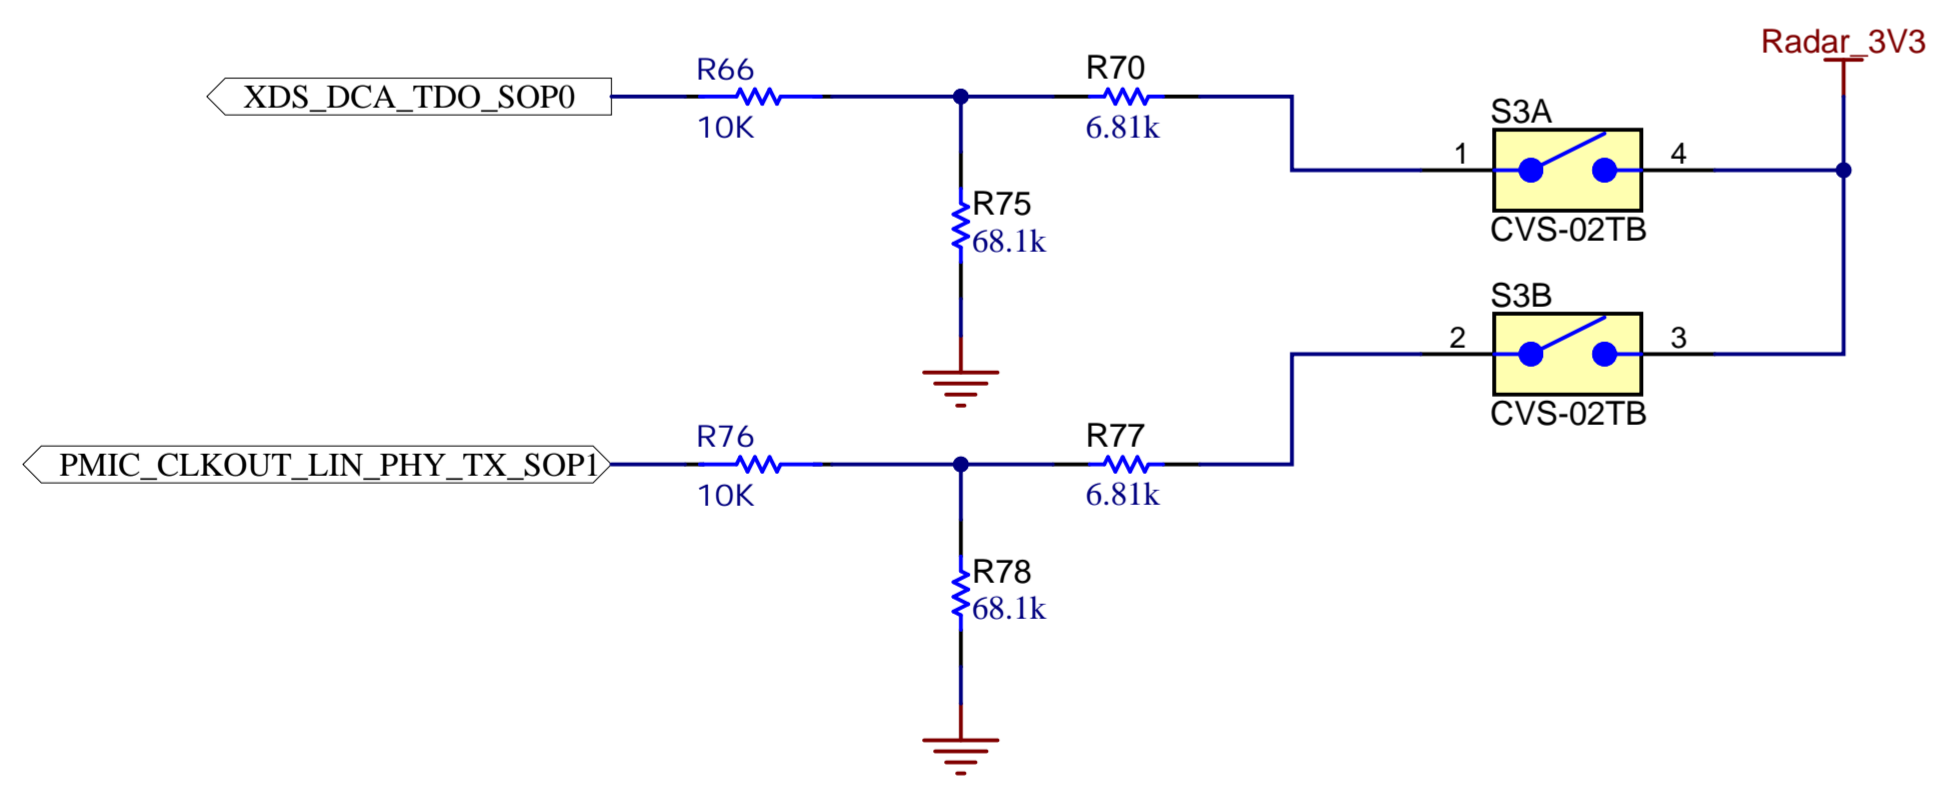 Radar_3V3
R66
R70
XDS_DCA_TDO_SOP0
10K
6.81k
S3A
1
4
CVS-02TB
R75
68.1k
S3B
2
3
CVS-02TB
R76
R77
PMIC_CLKOUT_LIN_PHY_TX_SOP1
10K
6.81k
R78
68.1k